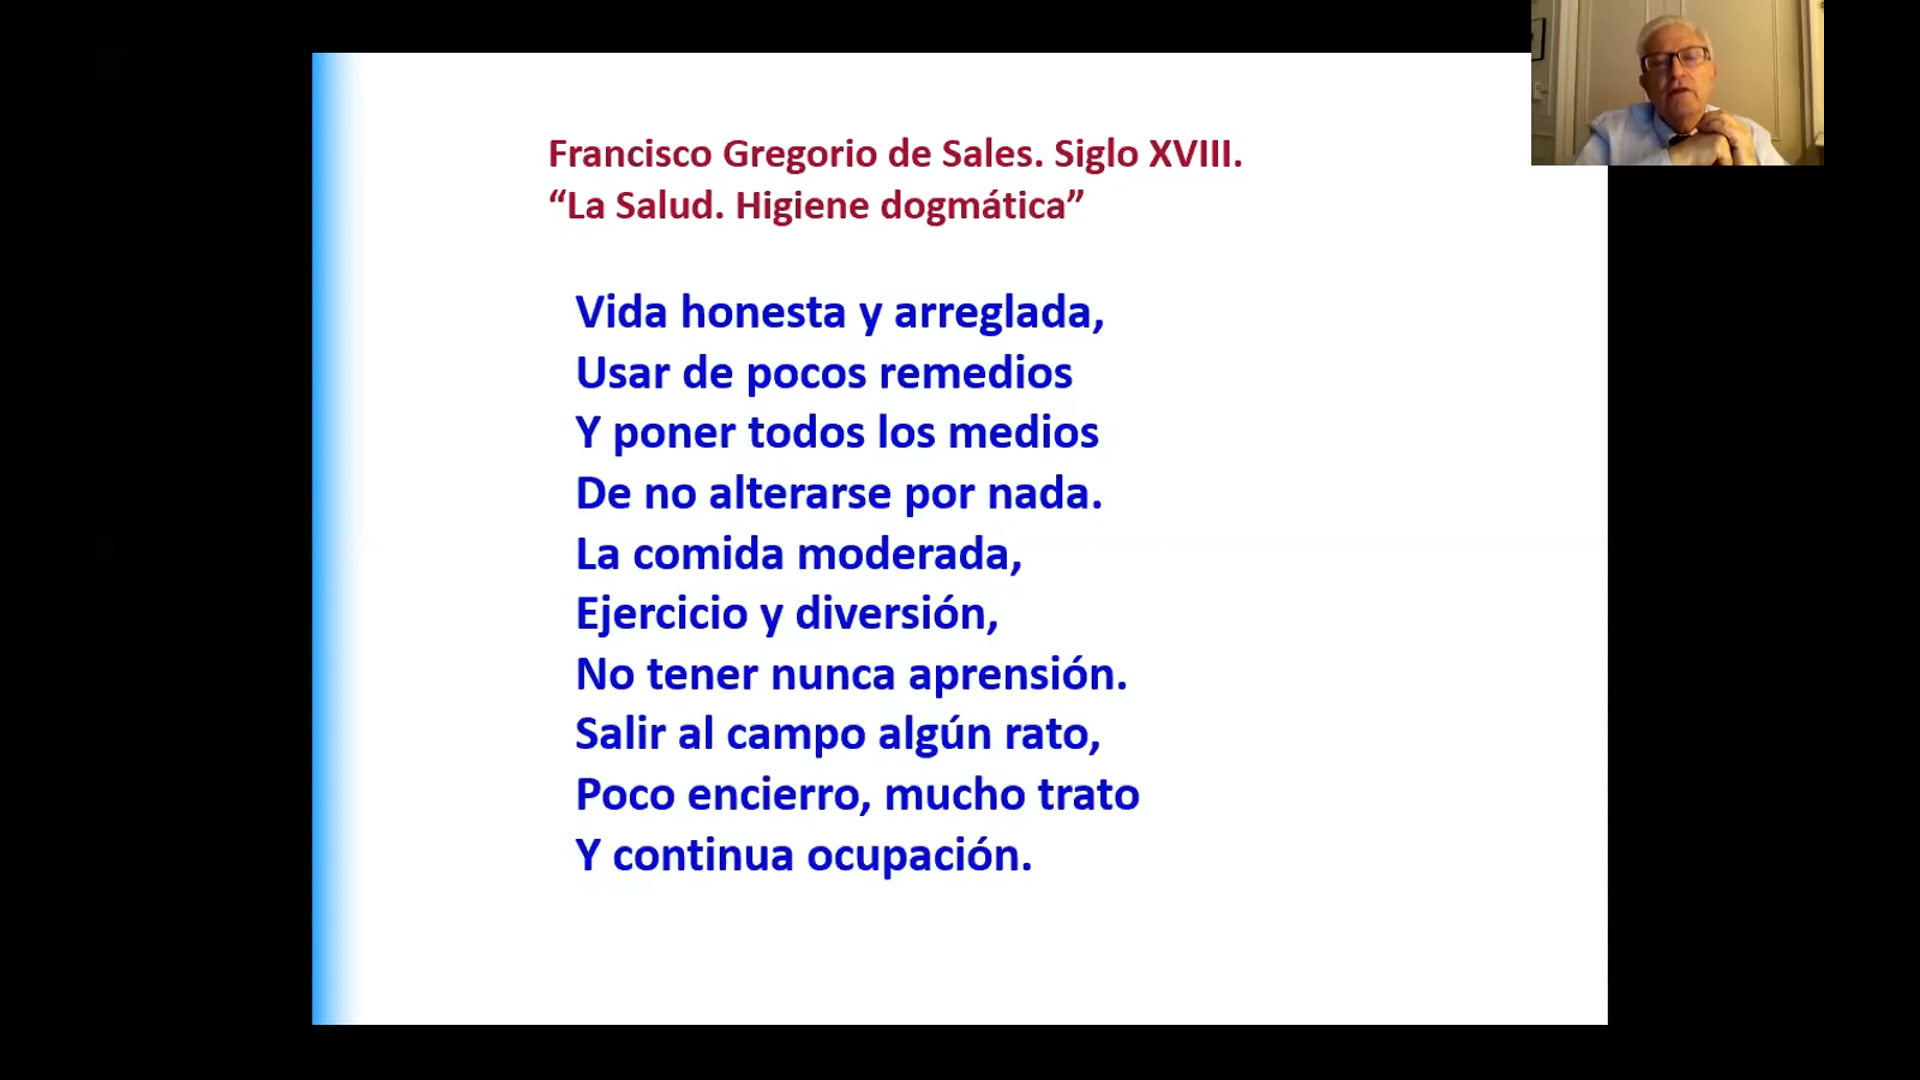 Francisco Gregorio de Sales. Siglo XVIII.
“La Salud. Higiene dogmática”
Vida honesta y arreglada,
Usar de pocos remedios
Y poner todos los medios
De no alterarse por nada.
La comida moderada,
Ejercicio y diversión,
No tener nunca aprensión.
Salir al campo algún rato,
Poco encierro, mucho trato
Y continua ocupación.